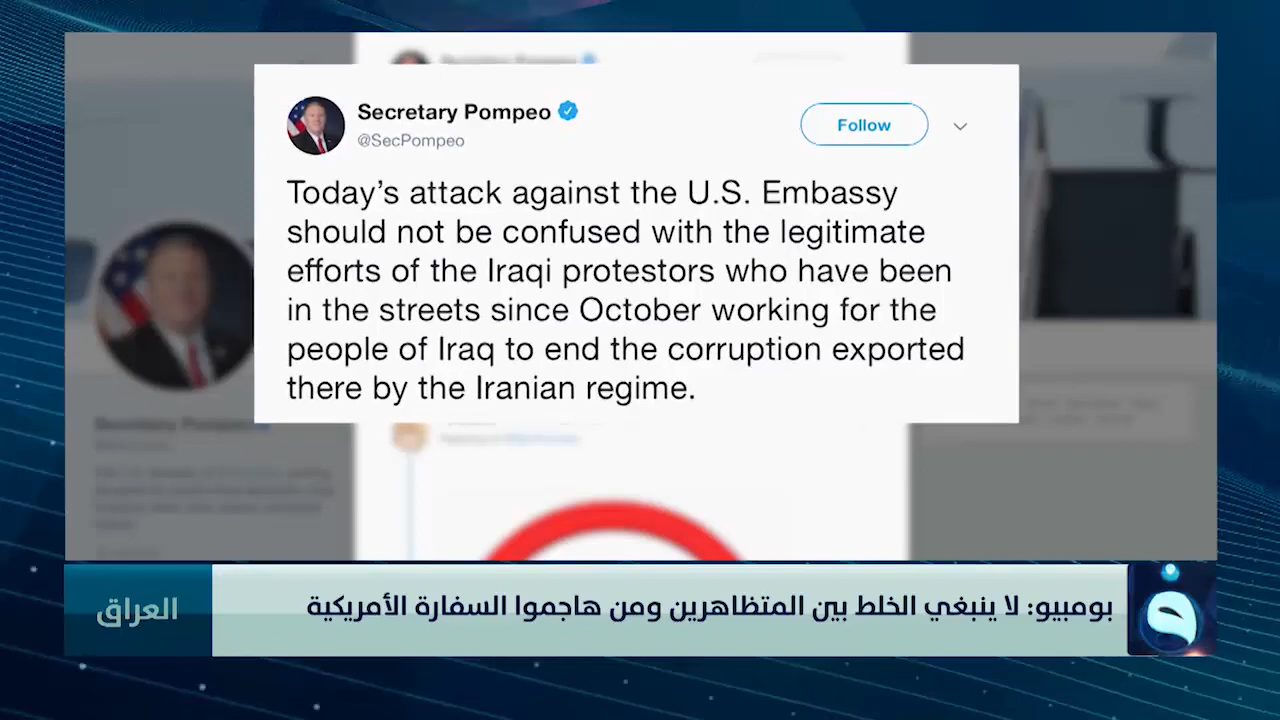 Secretary Pompeo
@SecPompeo
Follow
Today's attack against the U.S. Embassy
should not be confused with the legitimate
efforts of the Iraqi protestors who have been
in the streets since October working for the
people of Iraq to end the corruption exported
there by the Iranian regime.
بومبيو: لا ينبغي الخلط بين المتظاهرين ومن هاجموا السفارة الأمريكية
العراق